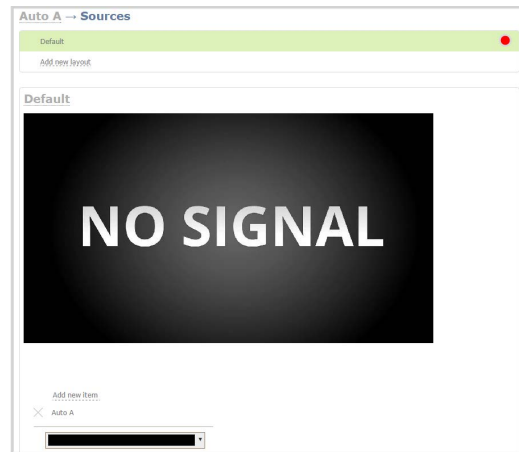 Auto A → Sources
Default
Add new layout
Default
NO SIGNAL
Add new item
Auto A